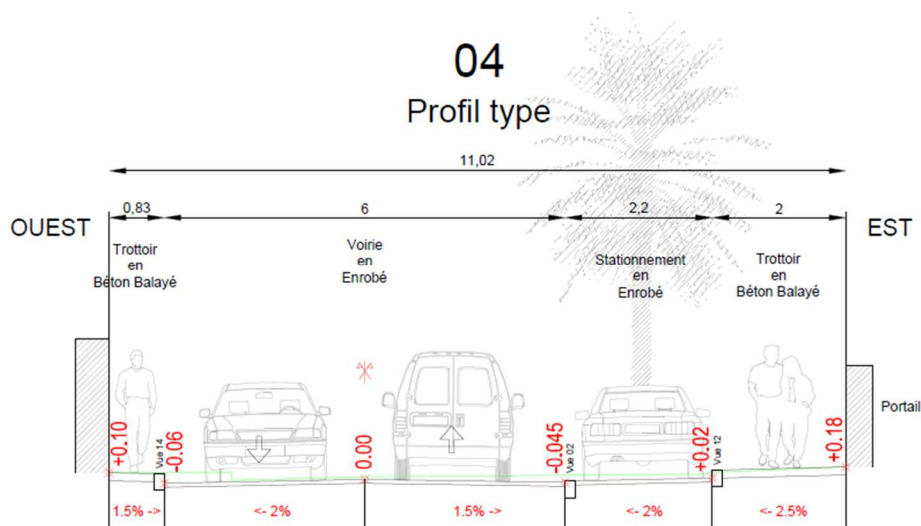 04
Profil type
11,02
0,83
6
2,2
2
OUEST
EST
Trottoir
en
Béton Balayé
Voirie
en
Enrobé
Stationnement
en
Enrobé
Trottoir
en
Béton Balayé
Portail
+0.10
Vue 14
-0.06
0.00
-0.045
Vue 02
+0.02
Vue 12
+0.18
1.5% ->
<- 2%
1.5% ->
<- 2%
<- 2.5%